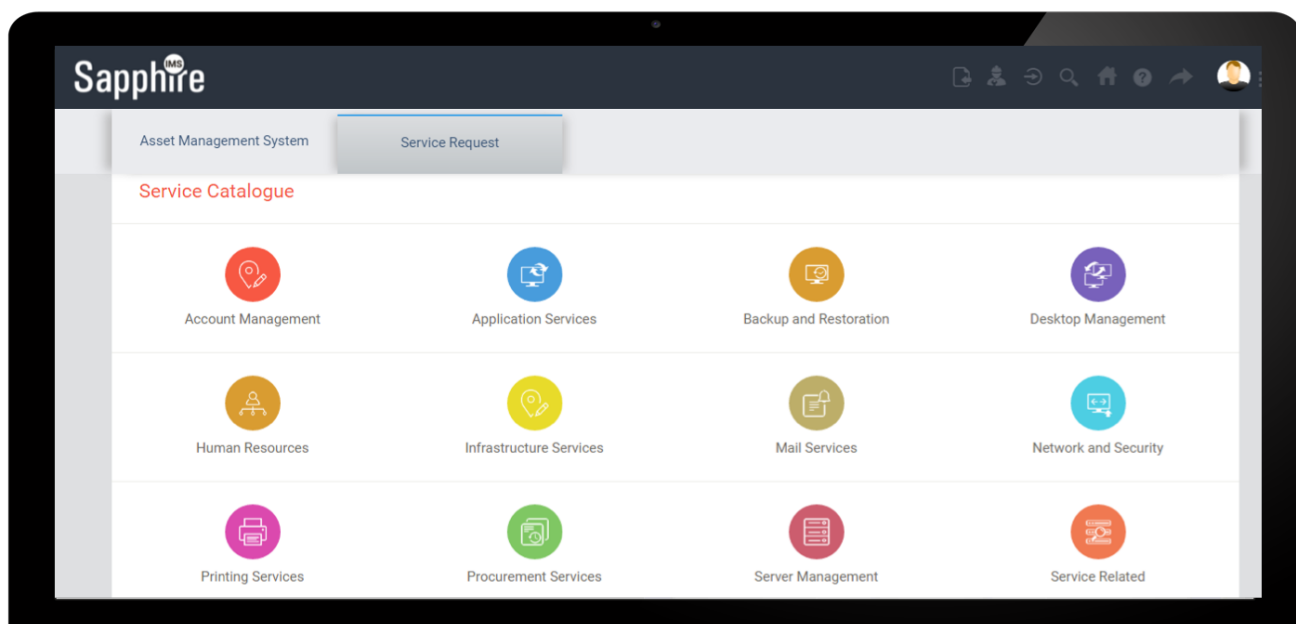 Sapphire IMS
Asset Management System
Service Request
Service Catalogue
Account Management
Application Services
Backup and Restoration
Desktop Management
Human Resources
Infrastructure Services
Mail Services
Network and Security
Printing Services
Procurement Services
Server Management
Service Related